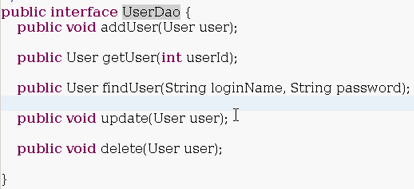 public interface UserDao {
public void addUser(User user);
public User getUser(int userId);
public User findUser(String loginName, String password);
public void update(User user);
public void delete(User user);
}